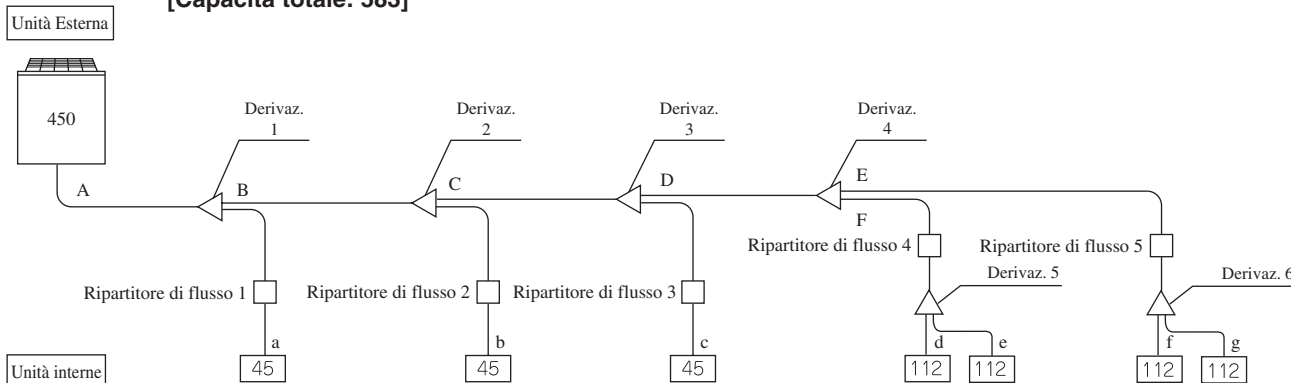 [Capacità totale: 583]
Unità Esterna
450
Derivaz.
1
Derivaz.
2
Derivaz.
3
Derivaz.
4
A
B
C
D
E
F
Ripartitore di flusso 4
Ripartitore di flusso 5
Derivaz. 5
Derivaz. 6
Ripartitore di flusso 1
Ripartitore di flusso 2
Ripartitore di flusso 3
a
b
c
d
e
f
g
Unità interne
45
45
45
112
112
112
112